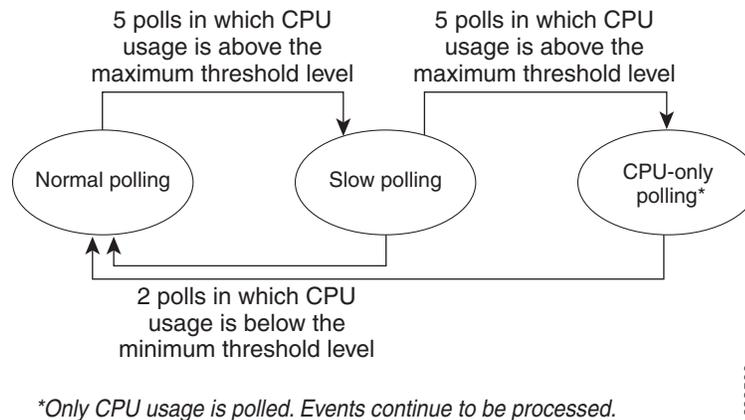 5 polls in which CPU
usage is above the
maximum threshold level
5 polls in which CPU
usage is above the
maximum threshold level
Normal polling
Slow polling
CPU-only
polling*
2 polls in which CPU
usage is below the
minimum threshold level
*Only CPU usage is polled. Events continue to be processed.